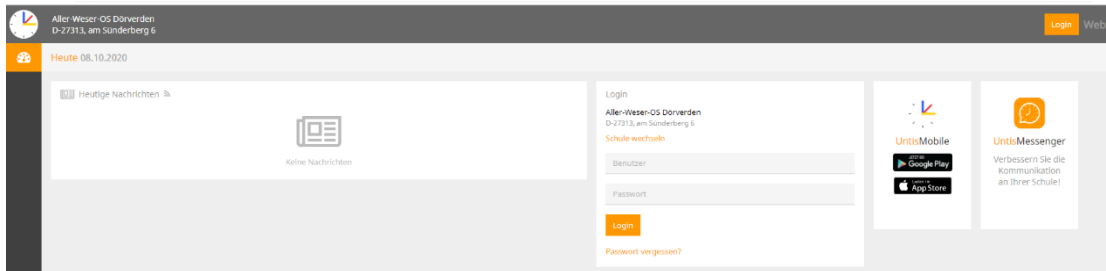 Aller-Weser-OS Dörverden
D-27313, am Sünderberg 6
Login Web
Heute 08.10.2020
Heutige Nachrichten
Keine Nachrichten
Login
Aller-Weser-OS Dörverden
D-27313, am Sünderberg 6
Schule wechseln
Benutzer
Passwort
Login
Passwort vergessen?
UntisMobile
Google Play
App Store
UntisMessenger
Verbessern Sie die
Kommunikation
an Ihrer Schule!